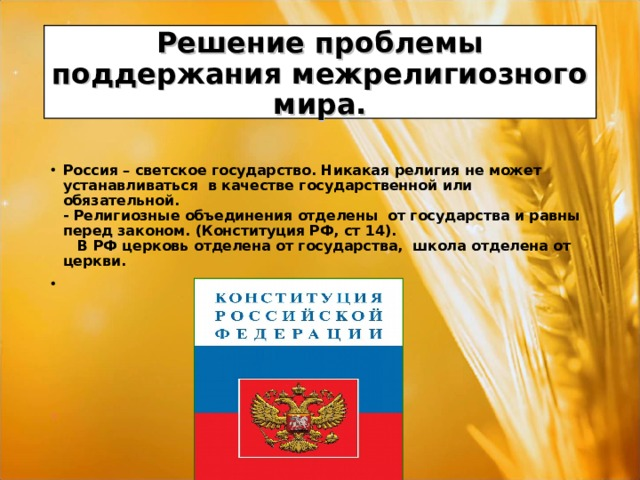 Решение проблемы
поддержания межрелигиозного
мира.
• Россия – светское государство. Никакая религия не может
устанавливаться  в качестве государственной или
обязательной.
- Религиозные объединения отделены  от государства и равны
перед законом. (Конституция РФ, ст 14).
В РФ церковь отделена от государства,  школа отделена от
церкви.
•
КОНСТИТУЦИЯ
РОССИЙСКОЙ
ФЕДЕРАЦИИ